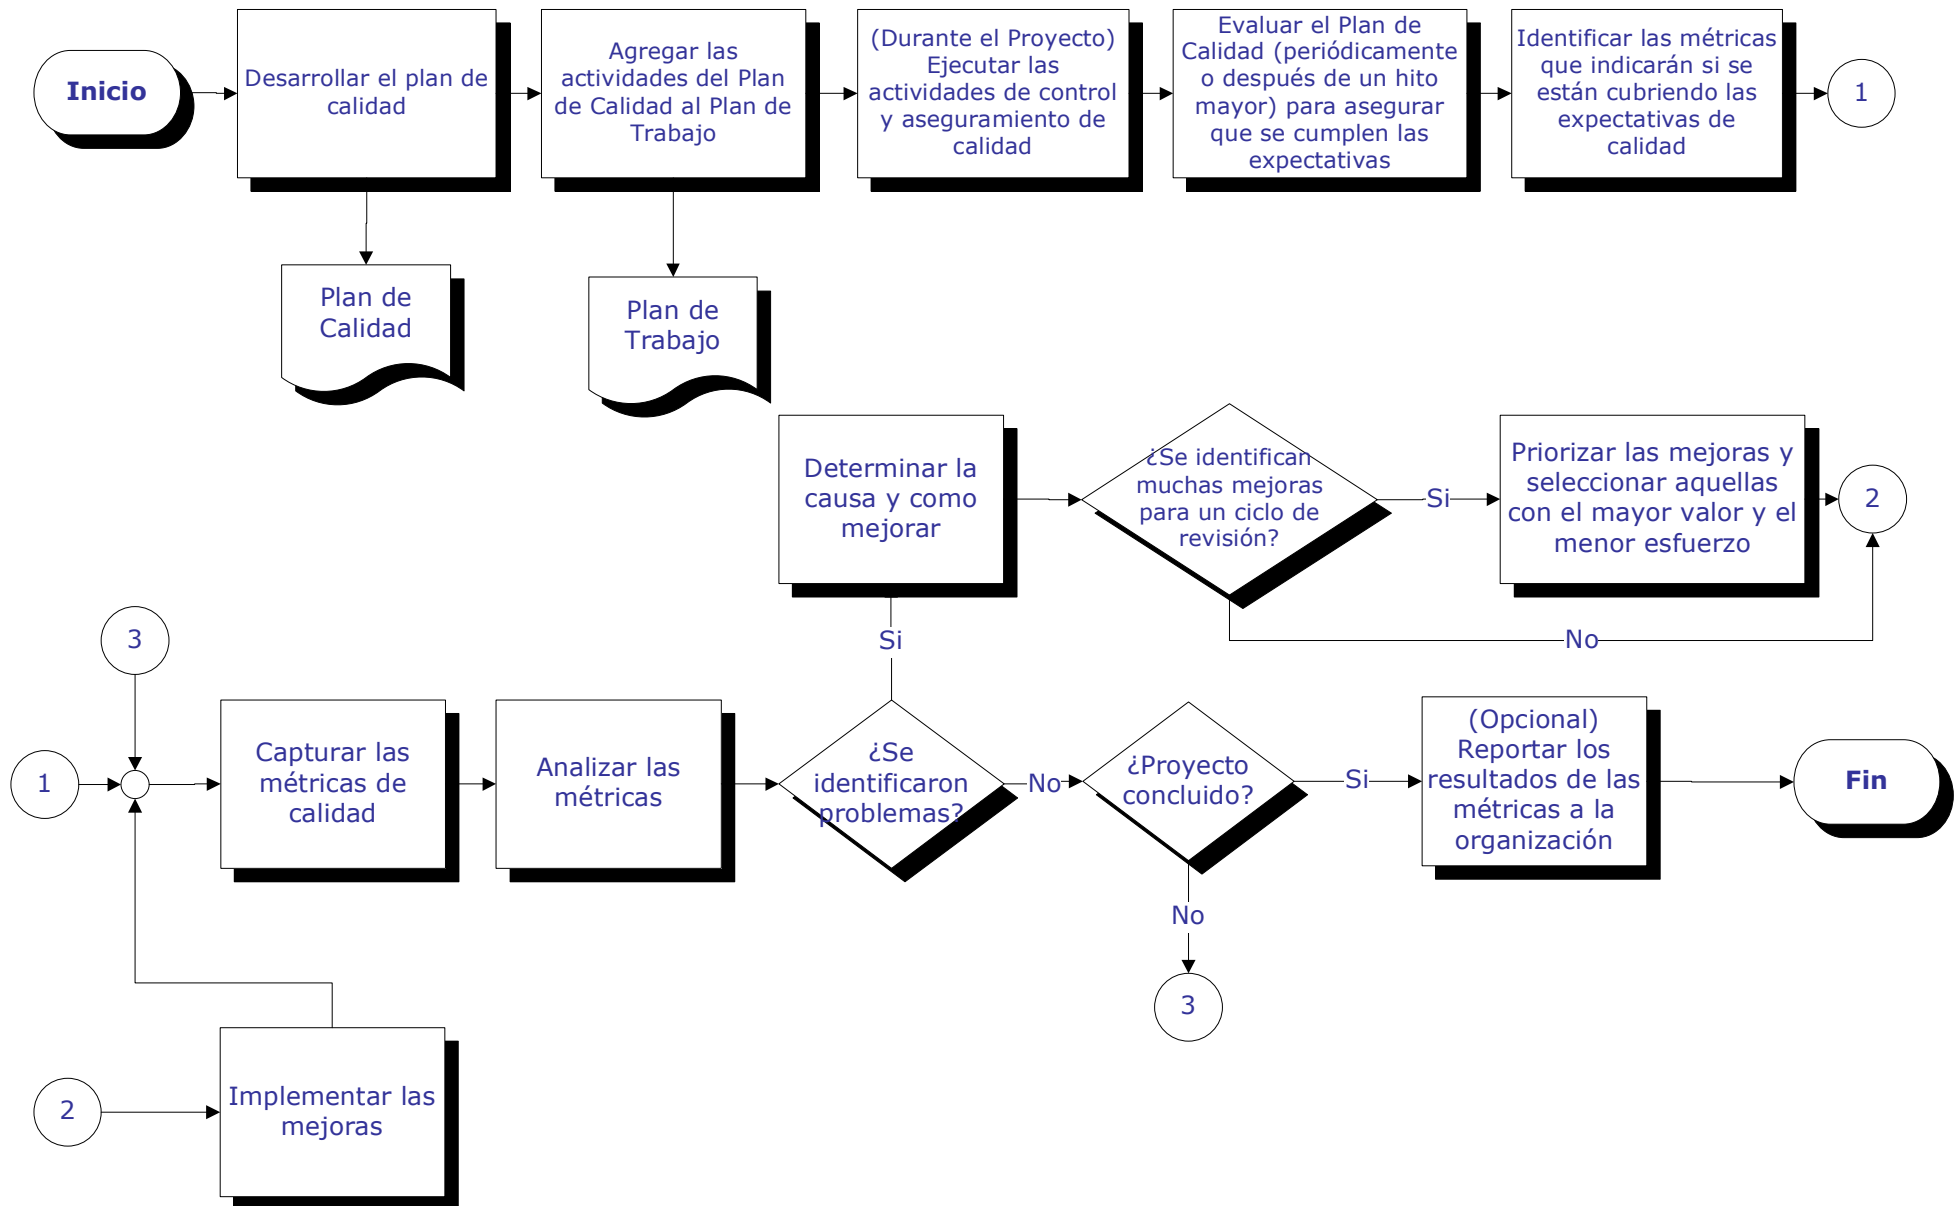 Inicio
Desarrollar el plan de
calidad
Agregar las
actividades del Plan
de Calidad al Plan de
Trabajo
(Durante el Proyecto)
Ejecutar las
actividades de control
y aseguramiento de
calidad
Evaluar el Plan de
Calidad (periódicamente
o después de un hito
mayor) para asegurar
que se cumplen las
expectativas
Identificar las métricas
que indicarán si se
están cubriendo las
expectativas de
calidad
1
Plan de
Calidad
Plan de
Trabajo
Determinar la
causa y como
mejorar
¿Se identifican
muchas mejoras
para un ciclo de
revisión?
Si
Priorizar las mejoras y
seleccionar aquellas
con el mayor valor y el
menor esfuerzo
2
No
Si
3
1
Capturar las
métricas de
calidad
Analizar las
métricas
¿Se
identificaron
problemas?
No
¿Proyecto
concluido?
Si
(Opcional)
Reportar los
resultados de las
métricas a la
organización
Fin
No
3
2
Implementar las
mejoras